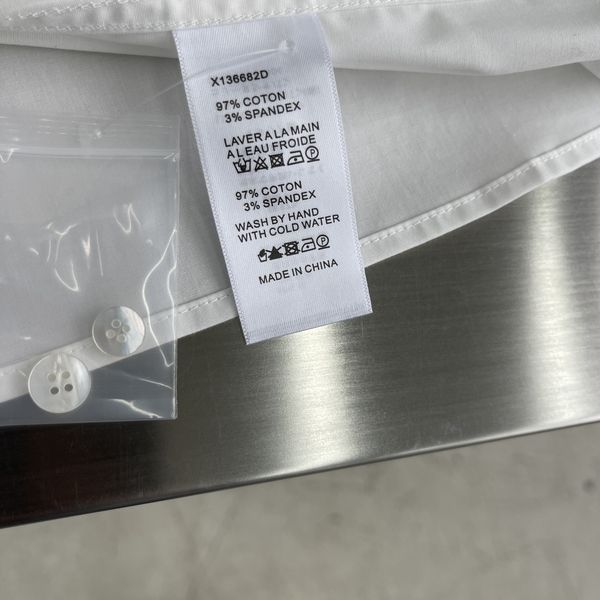 X136682D
97% COTON
3% SPANDEX
LAVER A LA MAIN
A L EAU FROIDE
97% COTON
3% SPANDEX
WASH BY HAND
WITH COLD WATER
MADE IN CHINA